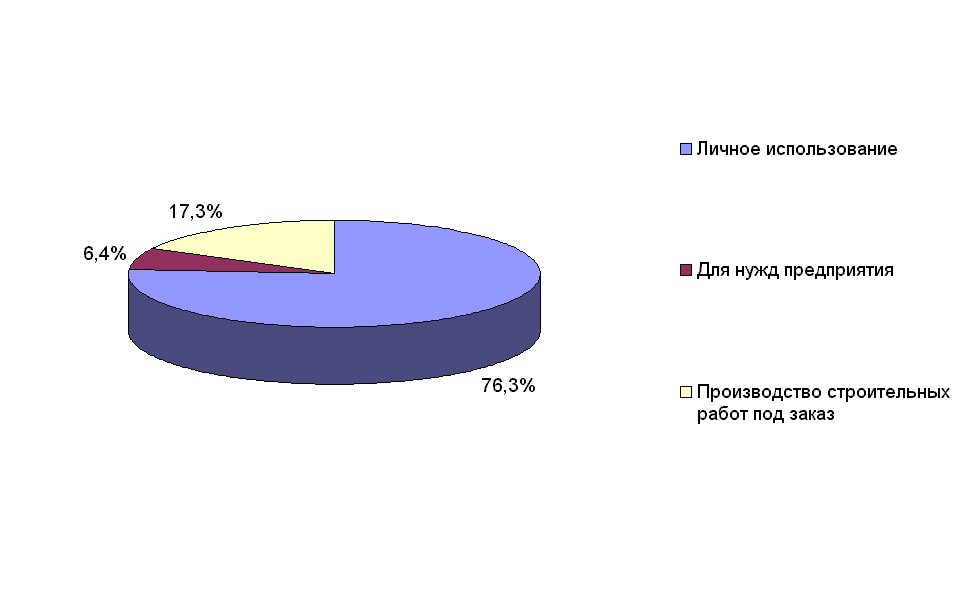 Личное использование
17,3%
6,4%
Для нужд предприятия
76,3%
Производство строительных
работ под заказ